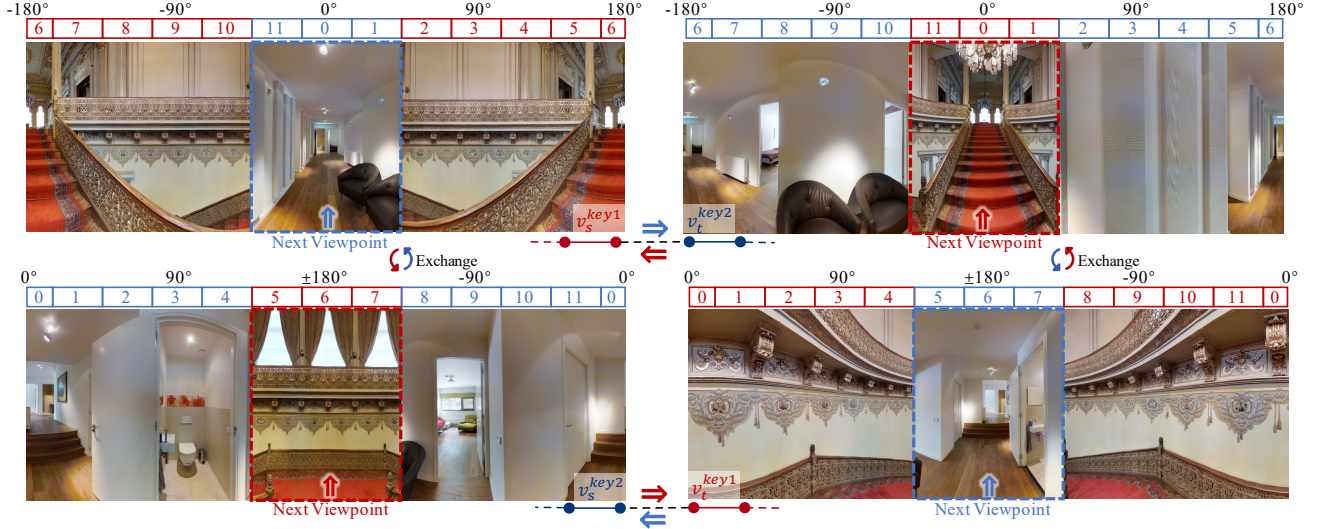 -180° -90° 0° 90° 180° -180° -90° 0° 90° 180°
6 7 8 9 10 11 0 1 2 3 4 5 6 6 7 8 9 10 11 0 1 2 3 4 5 6
v_s^{key1} v_t^{key2}
Next Viewpoint Next Viewpoint
Exchange Exchange
0° 90° ±180° -90° 0° 0° 90° ±180° -90° 0°
0 1 2 3 4 5 6 7 8 9 10 11 0 0 1 2 3 4 5 6 7 8 9 10 11 0
v_s^{key2} v_t^{key1}
Next Viewpoint Next Viewpoint